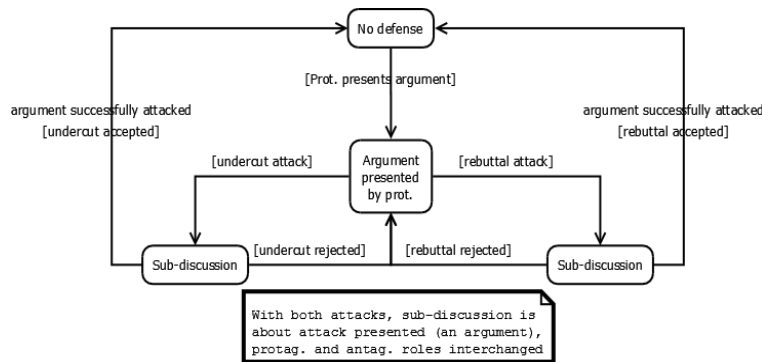 No defense
[Prot. presents argument]
argument successfully attacked
[undercut accepted]
argument successfully attacked
[rebuttal accepted]
[undercut attack]
Argument
presented
by prot.
[rebuttal attack]
Sub-discussion
[undercut rejected]
[rebuttal rejected]
Sub-discussion
With both attacks, sub-discussion is
about attack presented (an argument),
protag. and antag. roles interchanged